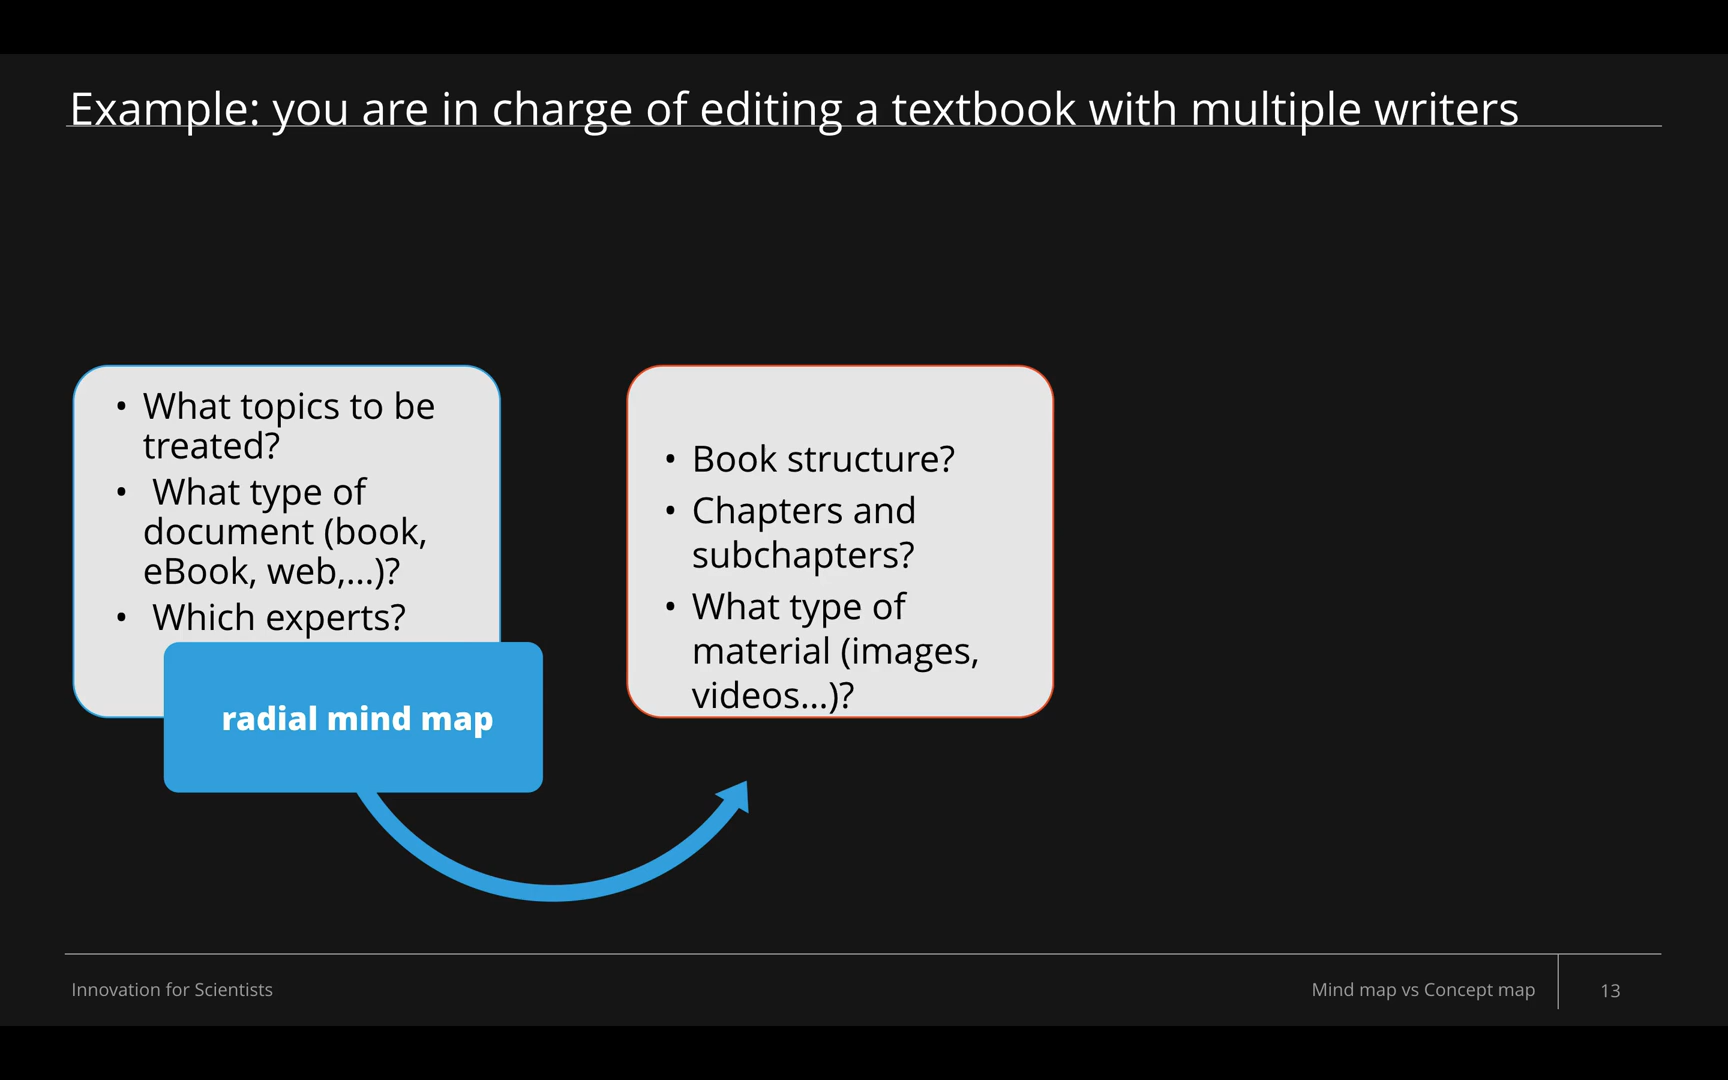 Example: you are in charge of editing a textbook with multiple writers
• What topics to be
treated?
• What type of
document (book,
eBook, web,...)?
• Which experts?
radial mind map
• Book structure?
• Chapters and
subchapters?
• What type of
material (images,
videos...)?
Innovation for Scientists
Mind map vs Concept map
13